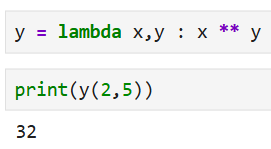 y = lambda x,y : x ** y
print(y(2,5))
32